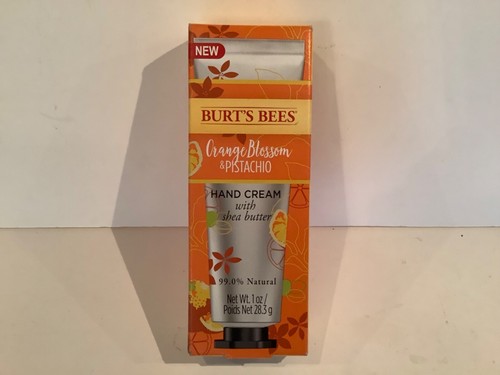 NEW
BURT'S BEES
Orange Blossom
& PISTACHIO
HAND CREAM
with
shea butter
99.0% Natural
Net Wt. 1 oz /
Poids Net 28.3 g